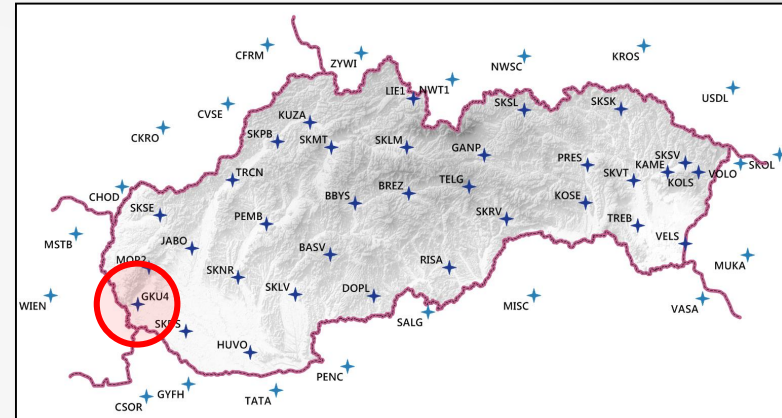 CFRM
ZYWI
NWSC
KROS
LIE1
NWT1
USDL
CVSE
KUZA
SKSL
SKSK
CKRO
SKPB
SKMT
SKLM
GANP
PRES
KAME
SKSV
VOLO
SKOL
CHOD
TRCN
TELG
SKVT
KOLS
SKSE
BBYS
BREZ
KOSE
MSTB
JABO
PEMB
SKRV
TREB
VELS
MOP2
SKNR
BASV
RISA
MUKA
WIEN
GKU4
SKLV
DOPL
MISC
VASA
SALG
HUVO
PENC
CSOR
GYFH
TATA